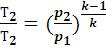 T₂/T₂ = (p₂/p₁)^((k−1)/k)